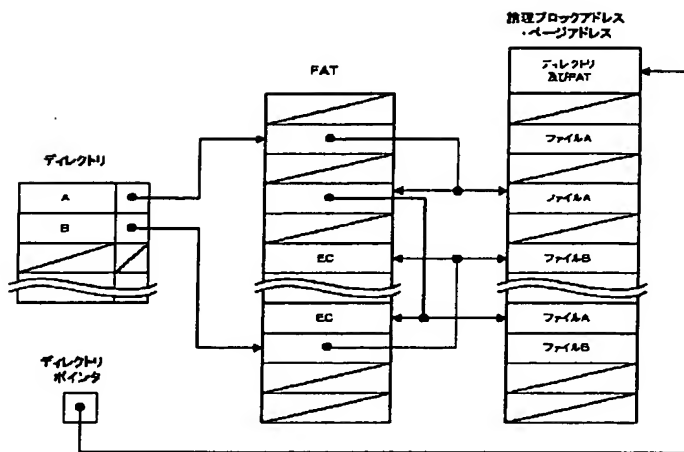 ブロックアドレス
・ページアドレス
ディレクトリ
及びFAT
FAT
ファイルA
ディレクトリ
A
ファイルA
B
EC
ファイルB
EC
ファイルA
ファイルB
ディレクトリ
ポインタ